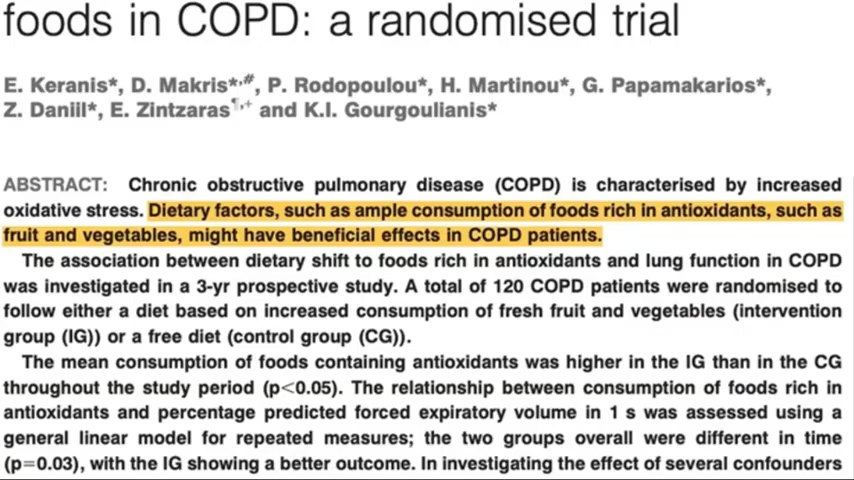 foods in COPD: a randomised trial
E. Keranis*, D. Makris*,#, P. Rodopoulou*, H. Martinou*, G. Papamakarios*,
Z. Daniil*, E. Zintzaras¶,+ and K.I. Gourgoulianis*
ABSTRACT: Chronic obstructive pulmonary disease (COPD) is characterised by increased
oxidative stress. Dietary factors, such as ample consumption of foods rich in antioxidants, such as
fruit and vegetables, might have beneficial effects in COPD patients.
The association between dietary shift to foods rich in antioxidants and lung function in COPD
was investigated in a 3-yr prospective study. A total of 120 COPD patients were randomised to
follow either a diet based on increased consumption of fresh fruit and vegetables (intervention
group (IG)) or a free diet (control group (CG)).
The mean consumption of foods containing antioxidants was higher in the IG than in the CG
throughout the study period (p<0.05). The relationship between consumption of foods rich in
antioxidants and percentage predicted forced expiratory volume in 1 s was assessed using a
general linear model for repeated measures; the two groups overall were different in time
(p=0.03), with the IG showing a better outcome. In investigating the effect of several confounders